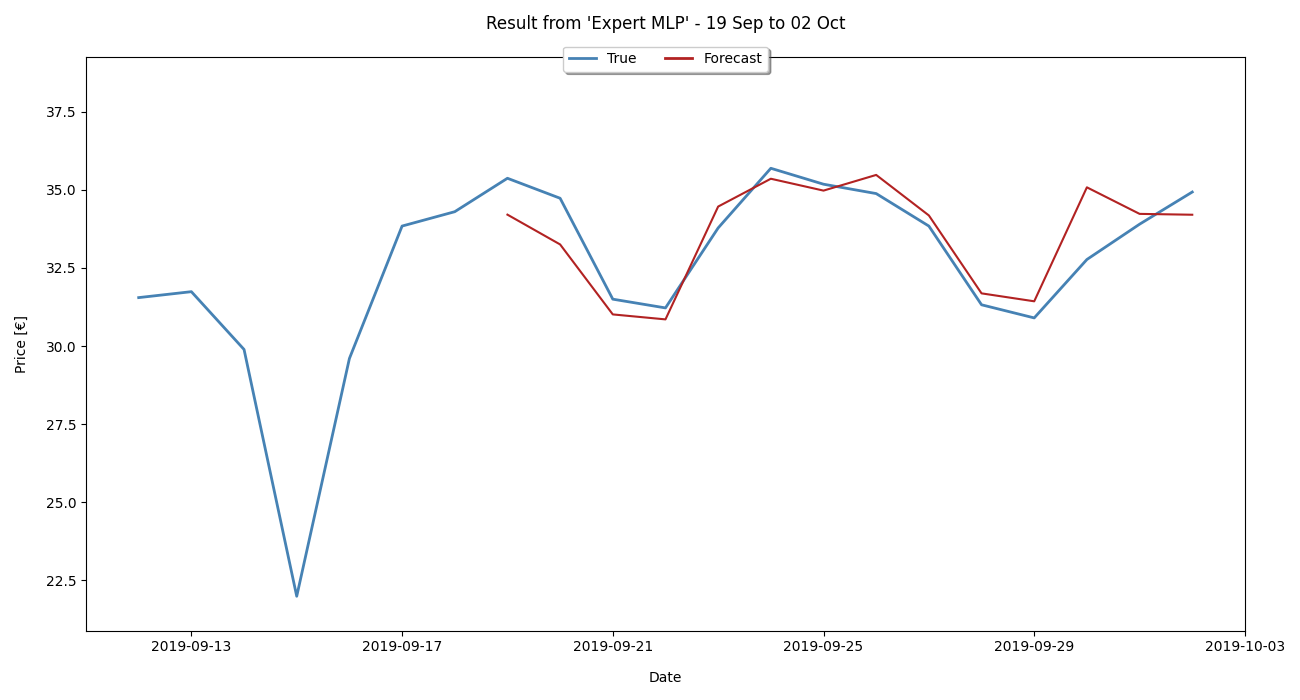 Result from 'Expert MLP' - 19 Sep to 02 Oct
True Forecast
37.5
35.0
32.5
30.0
27.5
25.0
22.5
Price [€]
2019-09-13 2019-09-17 2019-09-21 2019-09-25 2019-09-29 2019-10-03
Date